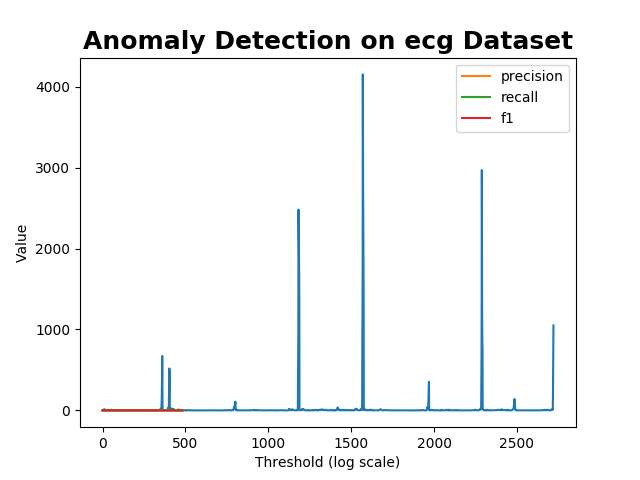 Anomaly Detection on ecg Dataset
precision
recall
f1
4000
3000
2000
1000
0
Value
0
500
1000
1500
2000
2500
Threshold (log scale)